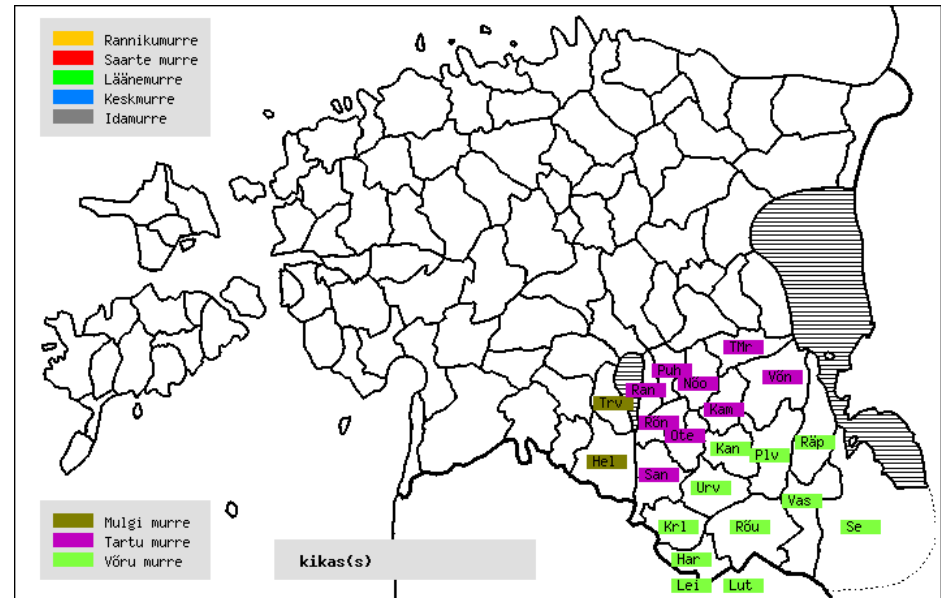 Rannikumurre
Saarte murre
Läänemurre
Keskmurre
Idamurre
TMr
Puh
Võn
Nõo
Ran
Trv
Kam
Rõn
Ote
Räp
Kan
Plv
Hel
San
Urv
Vas
Krl
Rõu
Se
Har
Lei
Lut
Mulgi murre
Tartu murre
Võru murre
kikas(s)